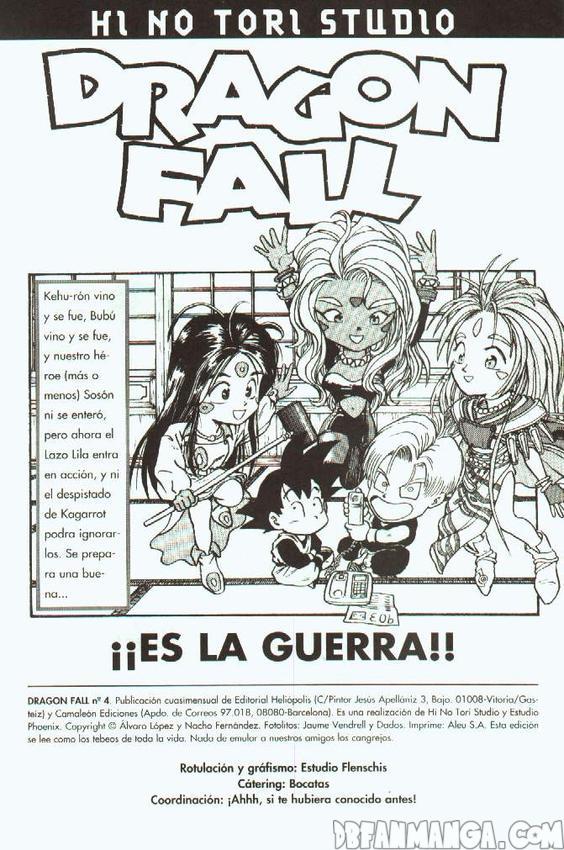 HI NO TORI STUDIO
DRAGON
FALL
Kehu-rón vino
y se fue, Bubú
vino y se fue,
y nuestro hé-
roe (más o
menos) Sosón
ni se enteró,
pero ahora el
Lazo Lila entra
en acción, y ni
el despistado
de Kagarrot
podra ignorar-
los. Se prepa-
ra una bue-
na...
¡¡ES LA GUERRA!!
DRAGON FALL nº 4. Publicación cuasimensual de Editorial Heliópolis (C/Pintor Jesús Apellániz 3, Bajo. 01008-Vitoria/Gas-
teiz) y Camaleón Ediciones (Apdo. de Correos 97.018, 08080-Barcelona). Es una realización de Hi No Tori Studio y Estudio
Phoenix. Copyright © Álvaro López y Nacho Fernández. Fotolitos: Jaume Vendrell y Dados. Imprime: Aleu S.A. Esta edición
se lee como los tebeos de toda la vida. Nada de emular a nuestros amigos los cangrejos.
Rotulación y gráfismo: Estudio Flenschis
Cátering: Bocatas
Coordinación: ¡Ahhh, si te hubiera conocido antes!
DBFANMANGA.COM